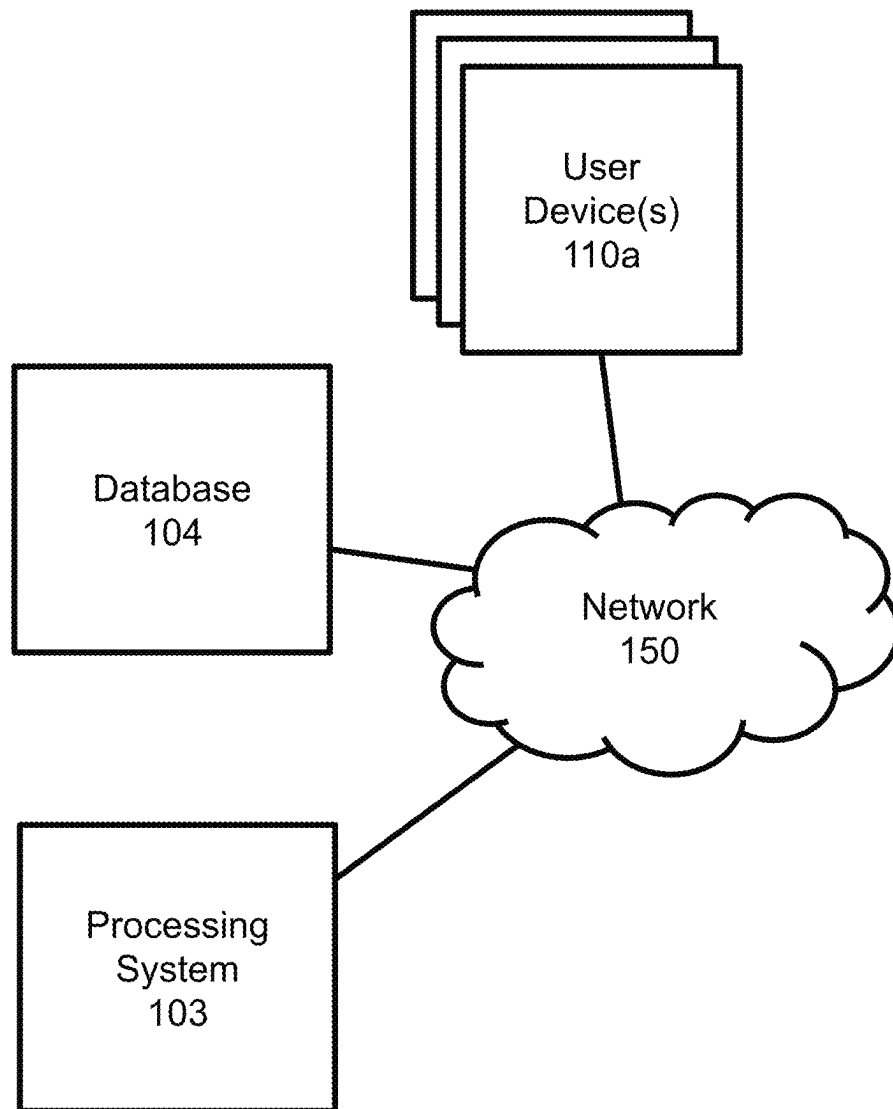 User
Device(s)
110a
Database
104
Network
150
Processing
System
103